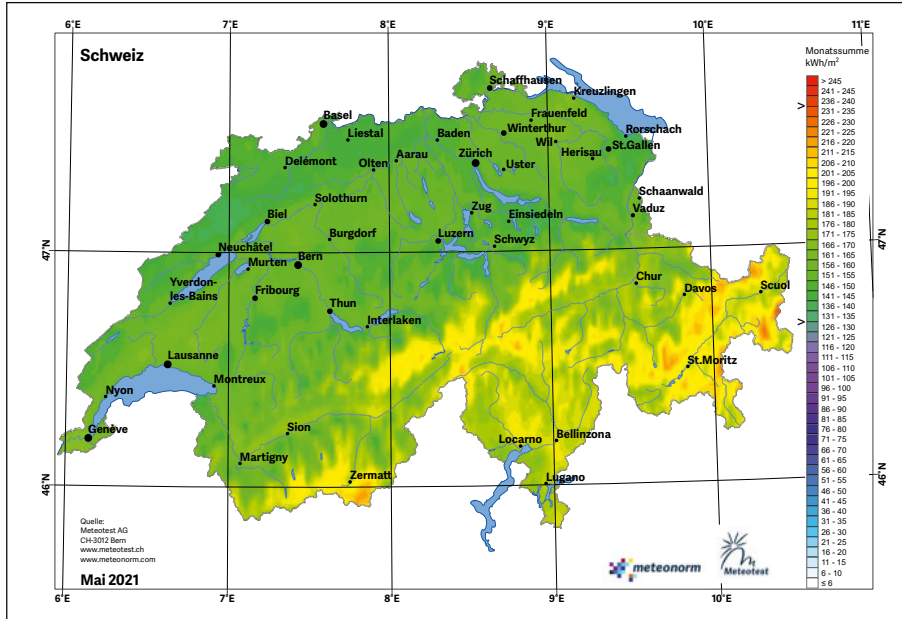 6°E
7°E
8°E
9°E
10°E
11°E
Schweiz
Monatssumme
kWh/m²
> 245
241 - 245
236 - 240
231 - 235
226 - 230
221 - 225
216 - 220
211 - 215
206 - 210
201 - 205
196 - 200
191 - 195
186 - 190
181 - 185
176 - 180
171 - 175
166 - 170
161 - 165
156 - 160
151 - 155
146 - 150
141 - 145
136 - 140
131 - 135
126 - 130
121 - 125
116 - 120
111 - 115
106 - 110
101 - 105
96 - 100
91 - 95
86 - 90
81 - 85
76 - 80
71 - 75
66 - 70
61 - 65
56 - 60
51 - 55
46 - 50
41 - 45
36 - 40
31 - 35
26 - 30
21 - 25
16 - 20
11 - 15
6 - 10
≤ 6
>
>
Schaffhausen
Kreuzlingen
Basel
Frauenfeld
Liestal
Baden
Winterthur
Rorschach
Wil
St.Gallen
Delémont
Olten
Aarau
Zürich
Uster
Herisau
Solothurn
Schaanwald
Biel
Zug
Einsiedeln
Vaduz
Burgdorf
Luzern
Schwyz
47°N
47°N
Neuchâtel
Murten
Bern
Chur
Yverdon-
les-Bains
Fribourg
Davos
Scuol
Thun
Interlaken
Lausanne
St.Moritz
Montreux
Nyon
Genève
Sion
Locarno
Bellinzona
Martigny
Zermatt
Lugano
46°N
46°N
Quelle:
Meteotest AG
CH-3012 Bern
www.meteotest.ch
www.meteonorm.com
meteonorm
Meteotest
Mai 2021
6°E
7°E
8°E
9°E
10°E